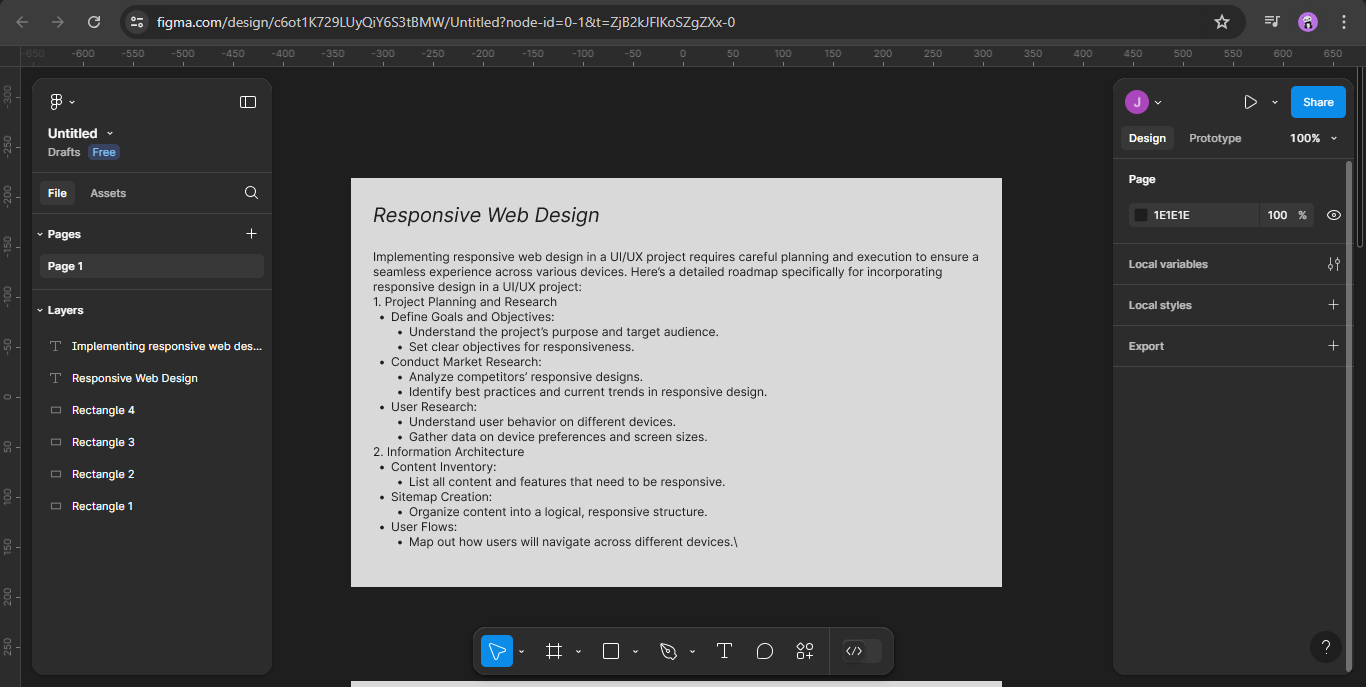 figma.com/design/c6ot1K729LUyQiY6S3tBMW/Untitled?node-id=0-1&t=ZjB2kJFlKoSZgZXx-0
-650 -600 -550 -500 -450 -400 -350 -300 -250 -200 -150 -100 -50 0 50 100 150 200 250 300 350 400 450 500 550 600 650
-300
-250
-200
-150
-100
-50
0
50
100
150
200
250
Untitled
Drafts Free
File Assets
Pages
Page 1
Layers
Implementing responsive web des...
Responsive Web Design
Rectangle 4
Rectangle 3
Rectangle 2
Rectangle 1
Responsive Web Design
Implementing responsive web design in a UI/UX project requires careful planning and execution to ensure a
seamless experience across various devices. Here’s a detailed roadmap specifically for incorporating
responsive design in a UI/UX project:
1. Project Planning and Research
• Define Goals and Objectives:
• Understand the project’s purpose and target audience.
• Set clear objectives for responsiveness.
• Conduct Market Research:
• Analyze competitors’ responsive designs.
• Identify best practices and current trends in responsive design.
• User Research:
• Understand user behavior on different devices.
• Gather data on device preferences and screen sizes.
2. Information Architecture
• Content Inventory:
• List all content and features that need to be responsive.
• Sitemap Creation:
• Organize content into a logical, responsive structure.
• User Flows:
• Map out how users will navigate across different devices.\
J
Share
Design Prototype 100%
Page
1E1E1E 100 %
Local variables
Local styles
Export
?